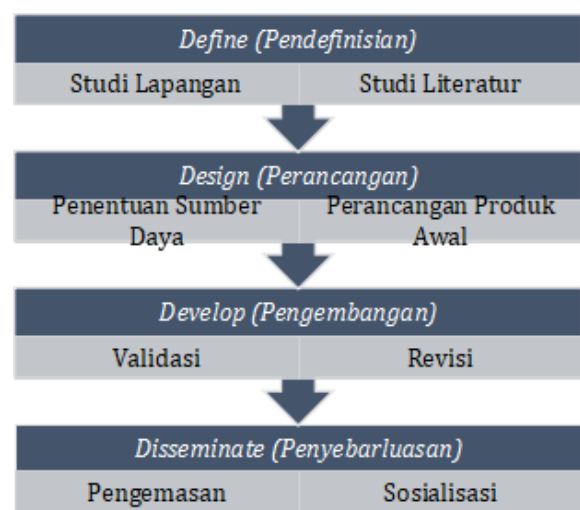 Define (Pendefinisian)
Studi Lapangan
Studi Literatur
Design (Perancangan)
Penentuan Sumber
Daya
Perancangan Produk
Awal
Develop (Pengembangan)
Validasi
Revisi
Disseminate (Penyebarluasan)
Pengemasan
Sosialisasi